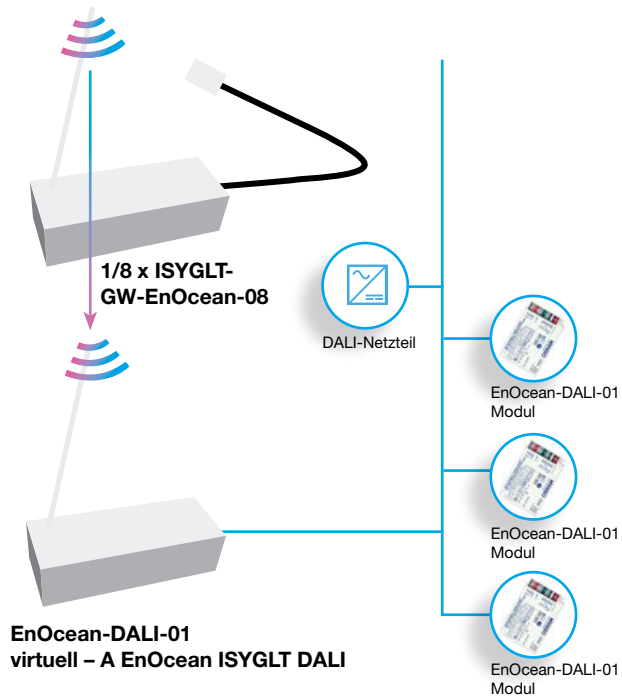 1/8 x ISYGLT-
GW-EnOcean-08
DALI-Netzteil
EnOcean-DALI-01
Modul
EnOcean-DALI-01
Modul
EnOcean-DALI-01
virtuell – A EnOcean ISYGLT DALI
EnOcean-DALI-01
Modul